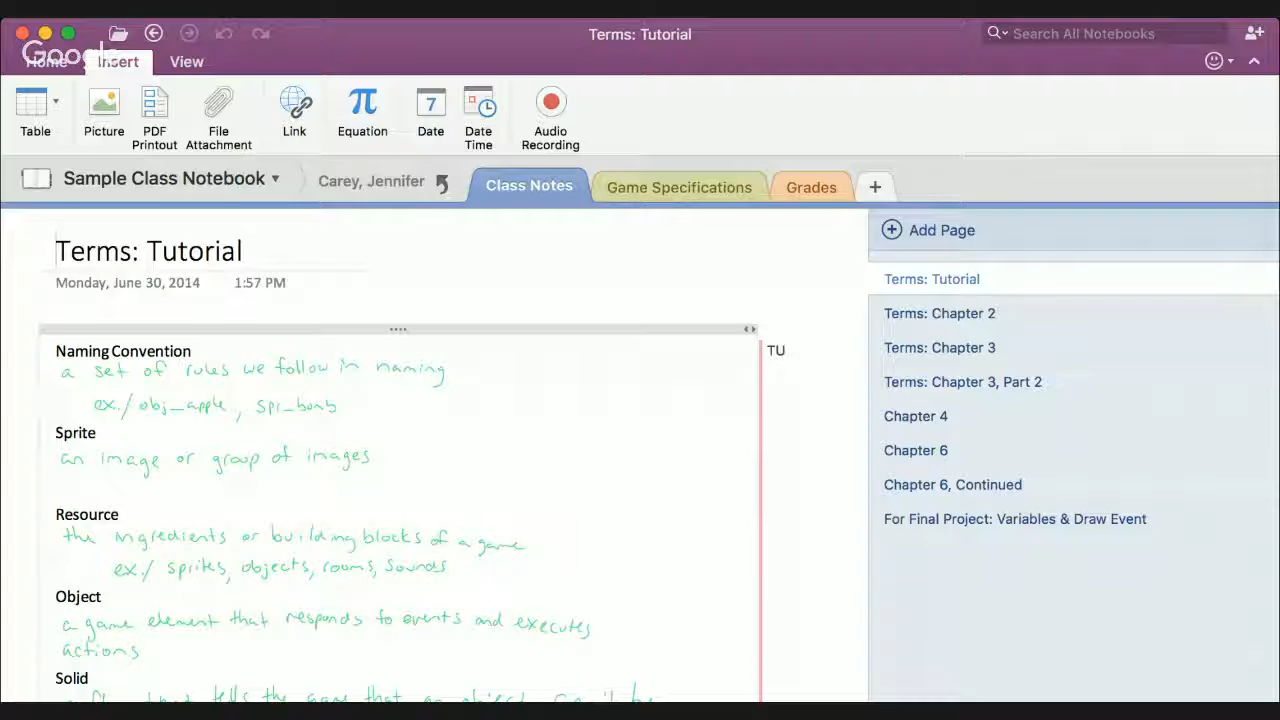 Terms: Tutorial
Search All Notebooks
Google
Home
Insert
View
Table
Picture
PDF Printout
File Attachment
Link
Equation
7
Date
Date Time
Audio Recording
Sample Class Notebook
Carey, Jennifer
Class Notes
Game Specifications
Grades
+
Terms: Tutorial
Monday, June 30, 2014 1:57 PM
Naming Convention
a set of rules we follow in naming
ex./ obj_apple, spr_bomb
Sprite
an image or group of images
Resource
the ingredients or building blocks of a game
ex./ sprites, objects, rooms, sounds
Object
a game element that responds to events and executes
actions
Solid
tells the game that an object
TU
Add Page
Terms: Tutorial
Terms: Chapter 2
Terms: Chapter 3
Terms: Chapter 3, Part 2
Chapter 4
Chapter 6
Chapter 6, Continued
For Final Project: Variables & Draw Event